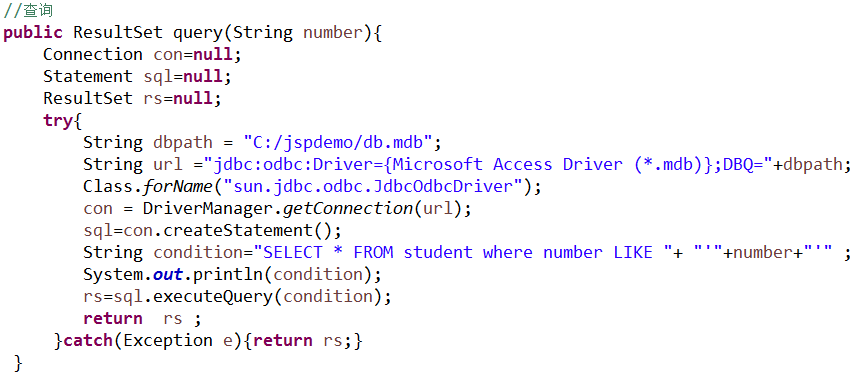 //查询
public ResultSet query(String number){
    Connection con=null;
    Statement sql=null;
    ResultSet rs=null;
    try{
        String dbpath = "C:/jspdemo/db.mdb";
        String url ="jdbc:odbc:Driver={Microsoft Access Driver (*.mdb)};DBQ="+dbpath;
        Class.forName("sun.jdbc.odbc.JdbcOdbcDriver");
        con = DriverManager.getConnection(url);
        sql=con.createStatement();
        String condition="SELECT * FROM student where number LIKE "+ "'"+number+"'" ;
        System.out.println(condition);
        rs=sql.executeQuery(condition);
        return  rs ;
     }catch(Exception e){return rs;}
 }